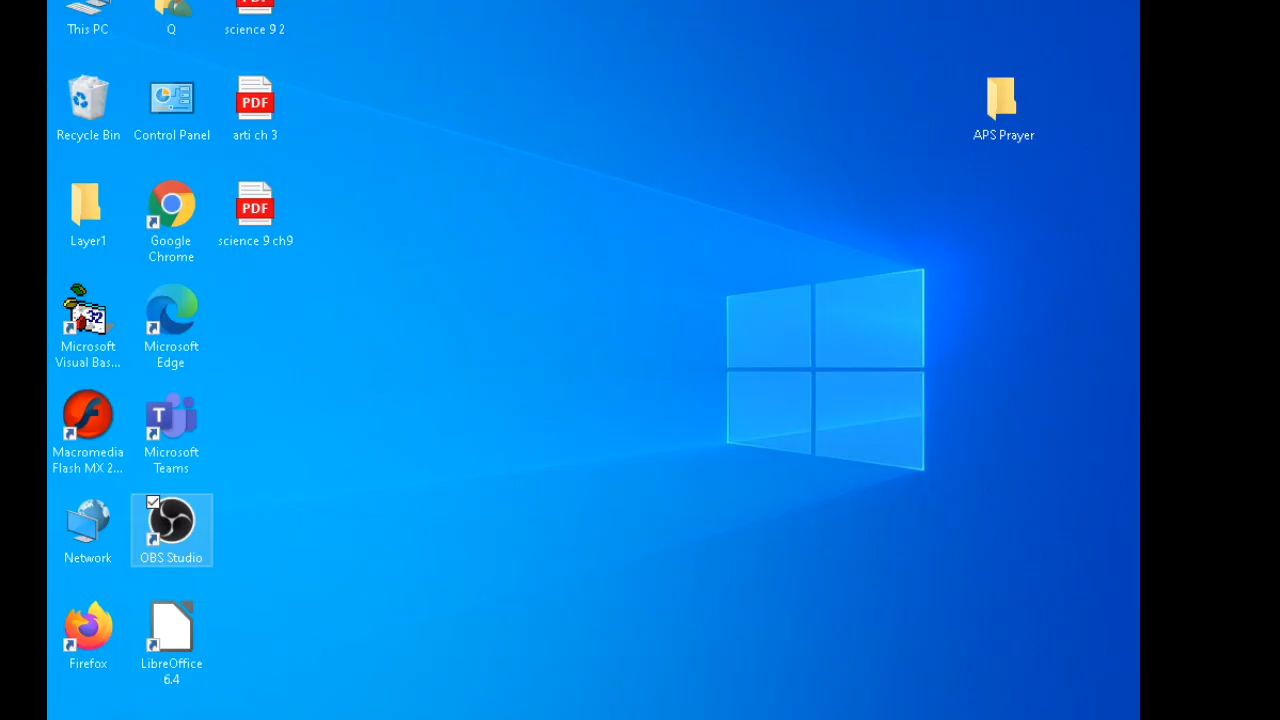 This PC
Q
science 9 2
Recycle Bin
Control Panel
PDF
arti ch 3
APS Prayer
Layer1
Google
Chrome
PDF
science 9 ch9
32
Microsoft
Visual Bas...
Microsoft
Edge
Macromedia
Flash MX 2...
T
Microsoft
Teams
Network
OBS Studio
Firefox
LibreOffice
6.4